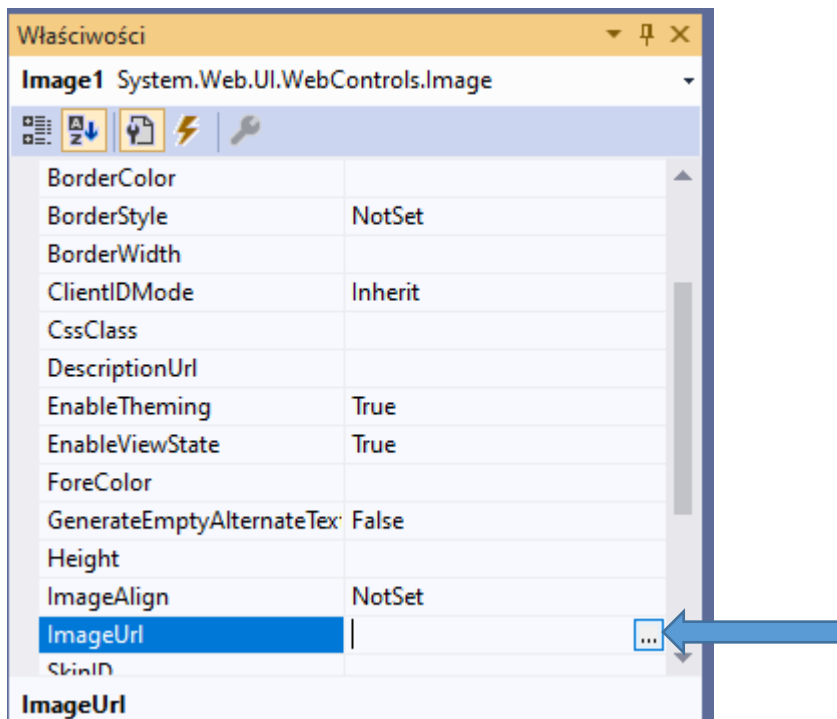 Właściwości
Image1 System.Web.UI.WebControls.Image
BorderColor
BorderStyle NotSet
BorderWidth
ClientIDMode Inherit
CssClass
DescriptionUrl
EnableTheming True
EnableViewState True
ForeColor
GenerateEmptyAlternateTex False
Height
ImageAlign NotSet
ImageUrl ...
SkinID
ImageUrl